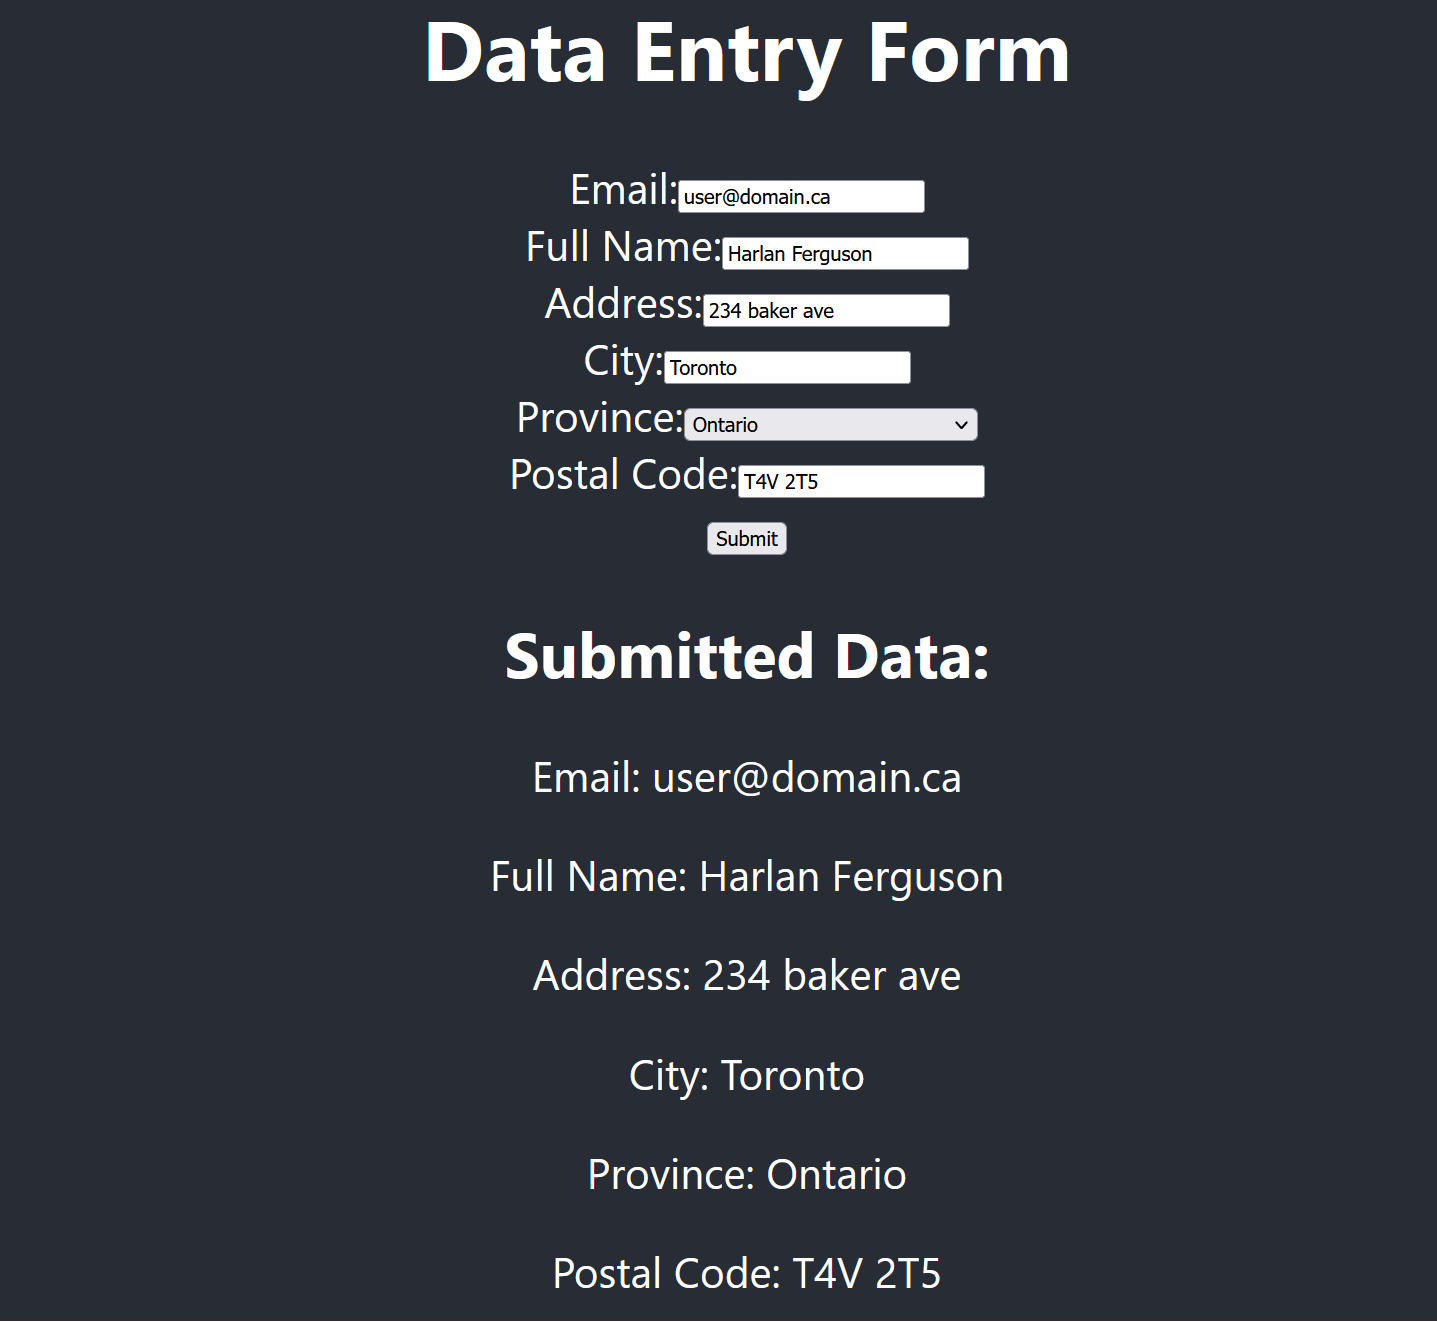 Data Entry Form
Email: user@domain.ca
Full Name: Harlan Ferguson
Address: 234 baker ave
City: Toronto
Province: Ontario
Postal Code: T4V 2T5
Submit
Submitted Data:
Email: user@domain.ca
Full Name: Harlan Ferguson
Address: 234 baker ave
City: Toronto
Province: Ontario
Postal Code: T4V 2T5